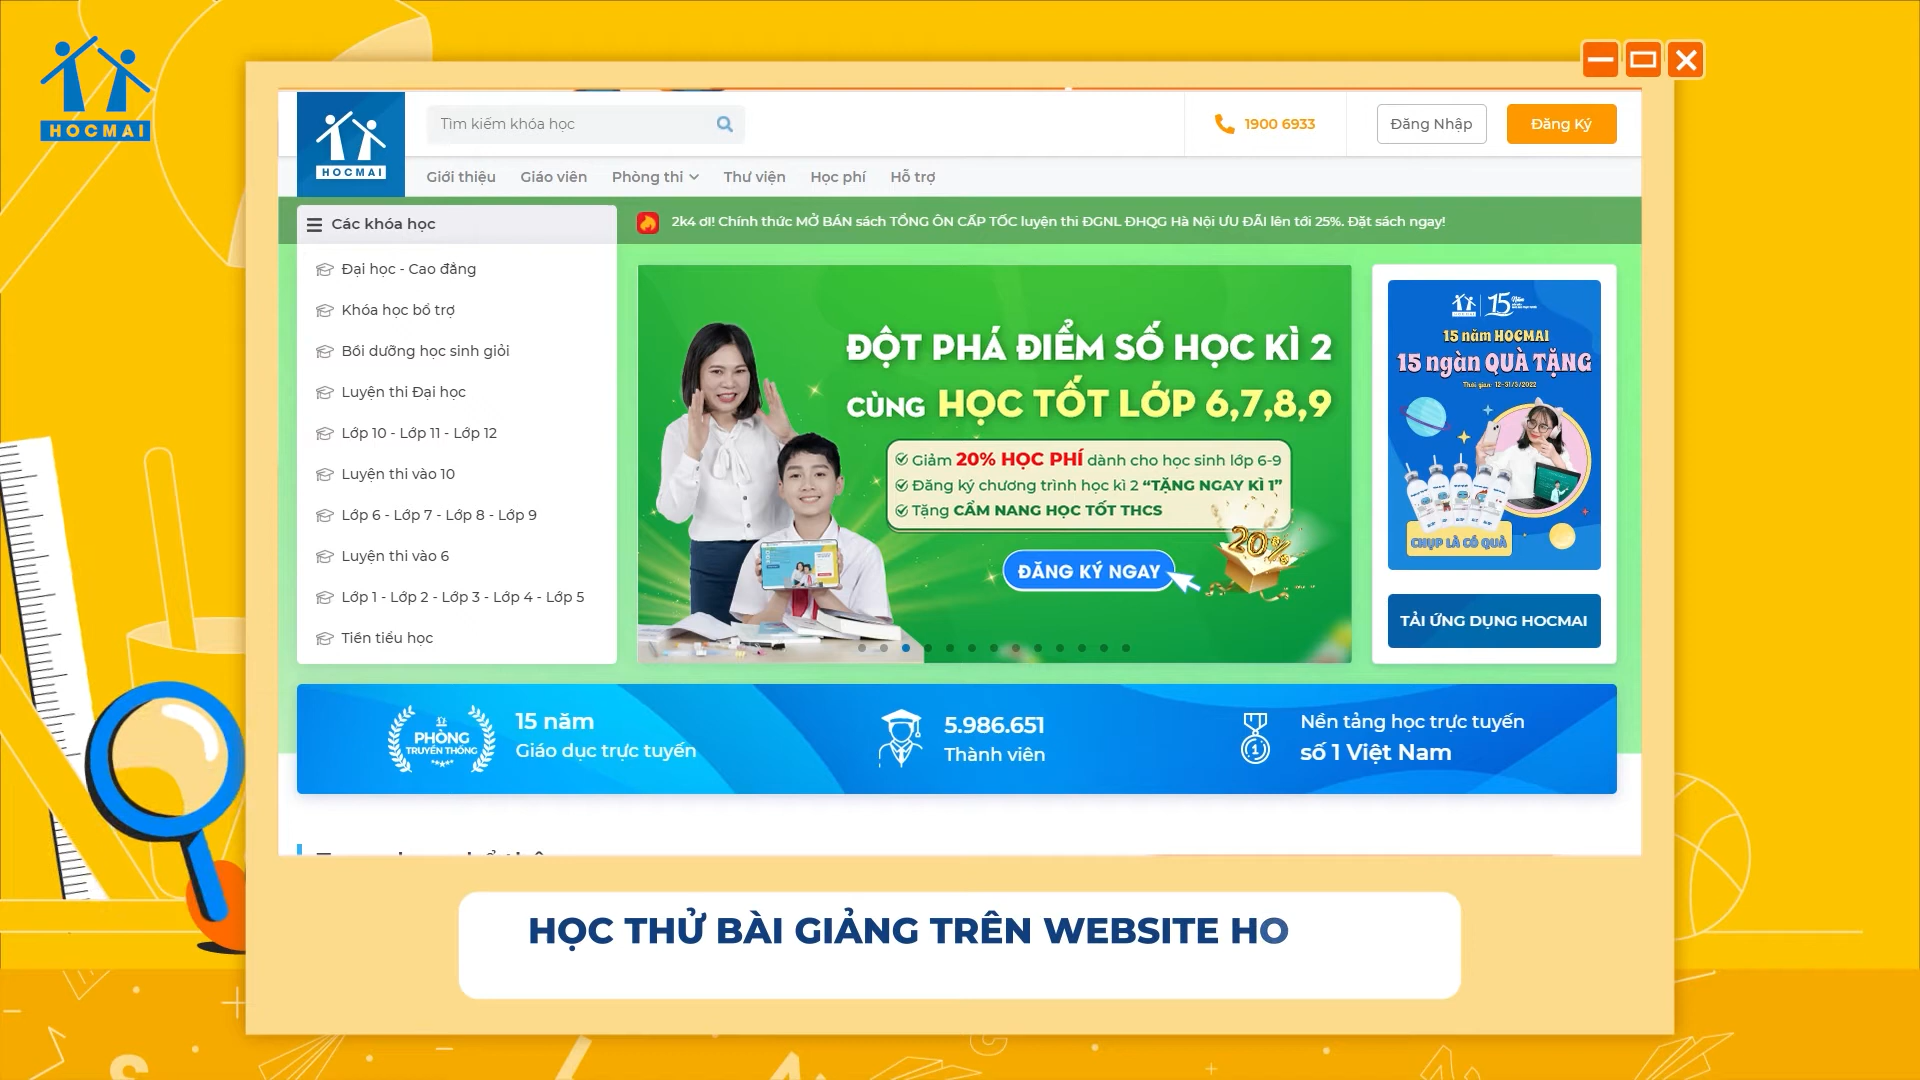 HOCMAI
HOCMAI
Tìm kiếm khóa học
1900 6933
Đăng Nhập
Đăng Ký
Giới thiệu
Giáo viên
Phòng thi
Thư viện
Học phí
Hỗ trợ
Các khóa học
2k4 ơi! Chính thức MỞ BÁN sách TỔNG ÔN CẤP TỐC luyện thi ĐGNL ĐHQG Hà Nội ƯU ĐÃI lên tới 25%. Đặt sách ngay!
Đại học - Cao đẳng
Khóa học bổ trợ
Bồi dưỡng học sinh giỏi
Luyện thi Đại học
Lớp 10 - Lớp 11 - Lớp 12
Luyện thi vào 10
Lớp 6 - Lớp 7 - Lớp 8 - Lớp 9
Luyện thi vào 6
Lớp 1 - Lớp 2 - Lớp 3 - Lớp 4 - Lớp 5
Tiền tiểu học
ĐỘT PHÁ ĐIỂM SỐ HỌC KÌ 2
CÙNG HỌC TỐT LỚP 6,7,8,9
Giảm 20% HỌC PHÍ dành cho học sinh lớp 6-9
Đăng ký chương trình học kì 2 “TẶNG NGAY KÌ 1”
Tặng CẨM NANG HỌC TỐT THCS
20%
ĐĂNG KÝ NGAY
15 Năm
15 năm HOCMAI
15 ngàn QUÀ TẶNG
Thời gian: 12-31/3/2022
CHỤP LÀ CÓ QUÀ
TẢI ỨNG DỤNG HOCMAI
PHÒNG
TRUYỀN THỐNG
15 năm
Giáo dục trực tuyến
5.986.651
Thành viên
1
Nền tảng học trực tuyến
số 1 Việt Nam
HỌC THỬ BÀI GIẢNG TRÊN WEBSITE HO